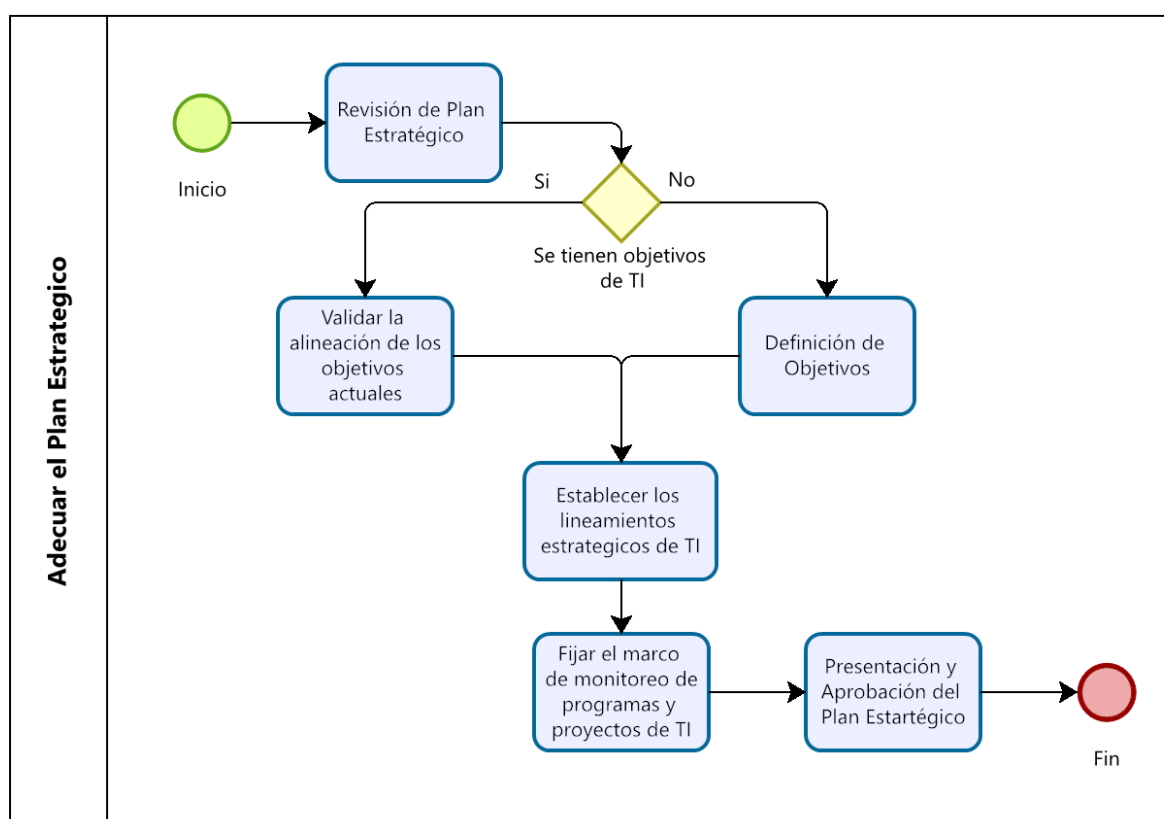 Adecuar el Plan Estrategico
Revisión de Plan
Estratégico
Inicio
Si
No
Se tienen objetivos
de TI
Validar la
alineación de los
objetivos
actuales
Definición de
Objetivos
Establecer los
lineamientos
estrategicos de TI
Fijar el marco
de monitoreo de
programas y
proyectos de TI
Presentación y
Aprobación del
Plan Estartégico
Fin